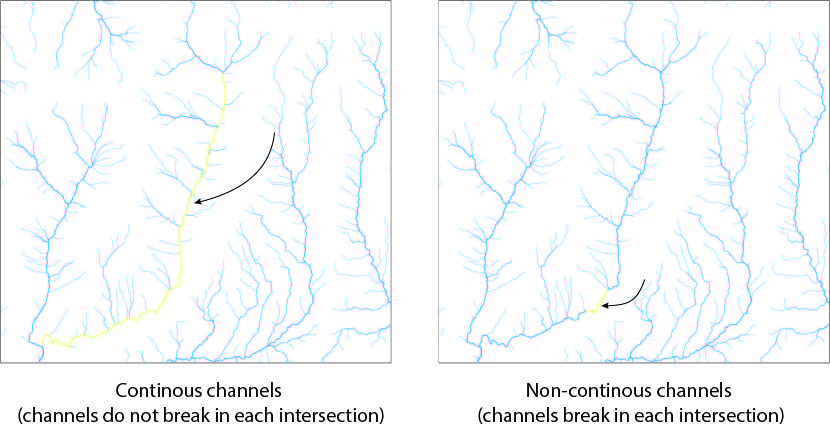 Continous channels
(channels do not break in each intersection)
Non-continous channels
(channels break in each intersection)